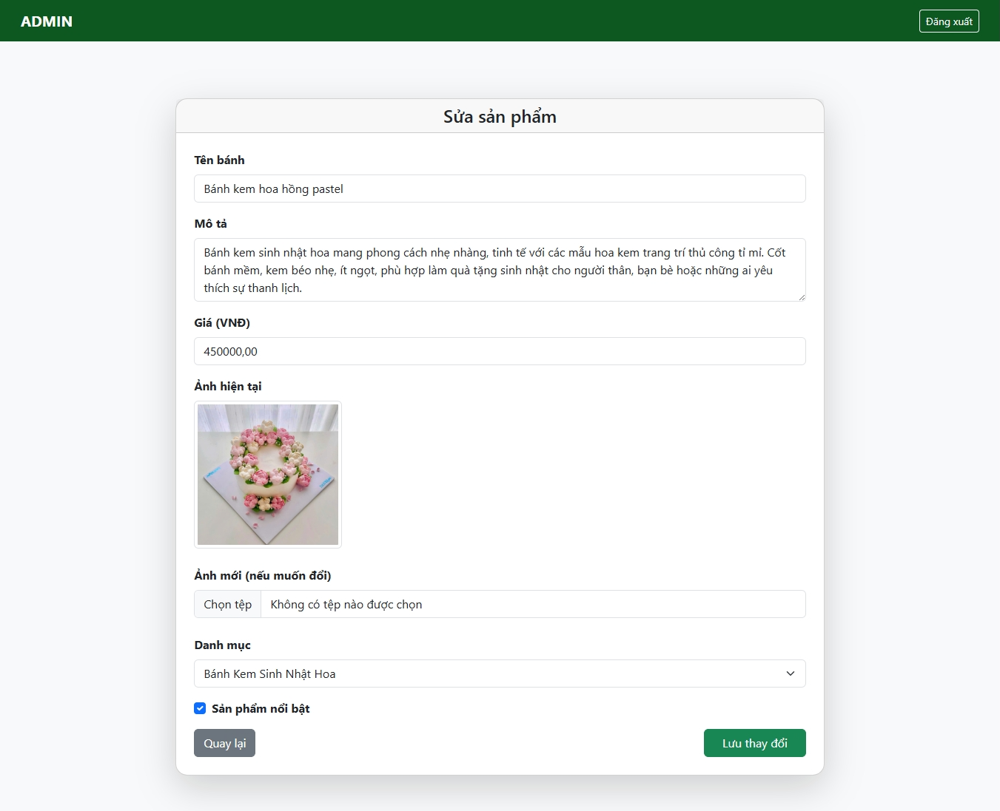 ADMIN
Đăng xuất
Sửa sản phẩm
Tên bánh
Bánh kem hoa hồng pastel
Mô tả
Bánh kem sinh nhật hoa mang phong cách nhẹ nhàng, tinh tế với các mẫu hoa kem trang trí thủ công tỉ mỉ. Cốt
bánh mềm, kem béo nhẹ, ít ngọt, phù hợp làm quà tặng sinh nhật cho người thân, bạn bè hoặc những ai yêu
thích sự thanh lịch.
Giá (VNĐ)
450000,00
Ảnh hiện tại
Ảnh mới (nếu muốn đổi)
Chọn tệp
Không có tệp nào được chọn
Danh mục
Bánh Kem Sinh Nhật Hoa
Sản phẩm nổi bật
Quay lại
Lưu thay đổi